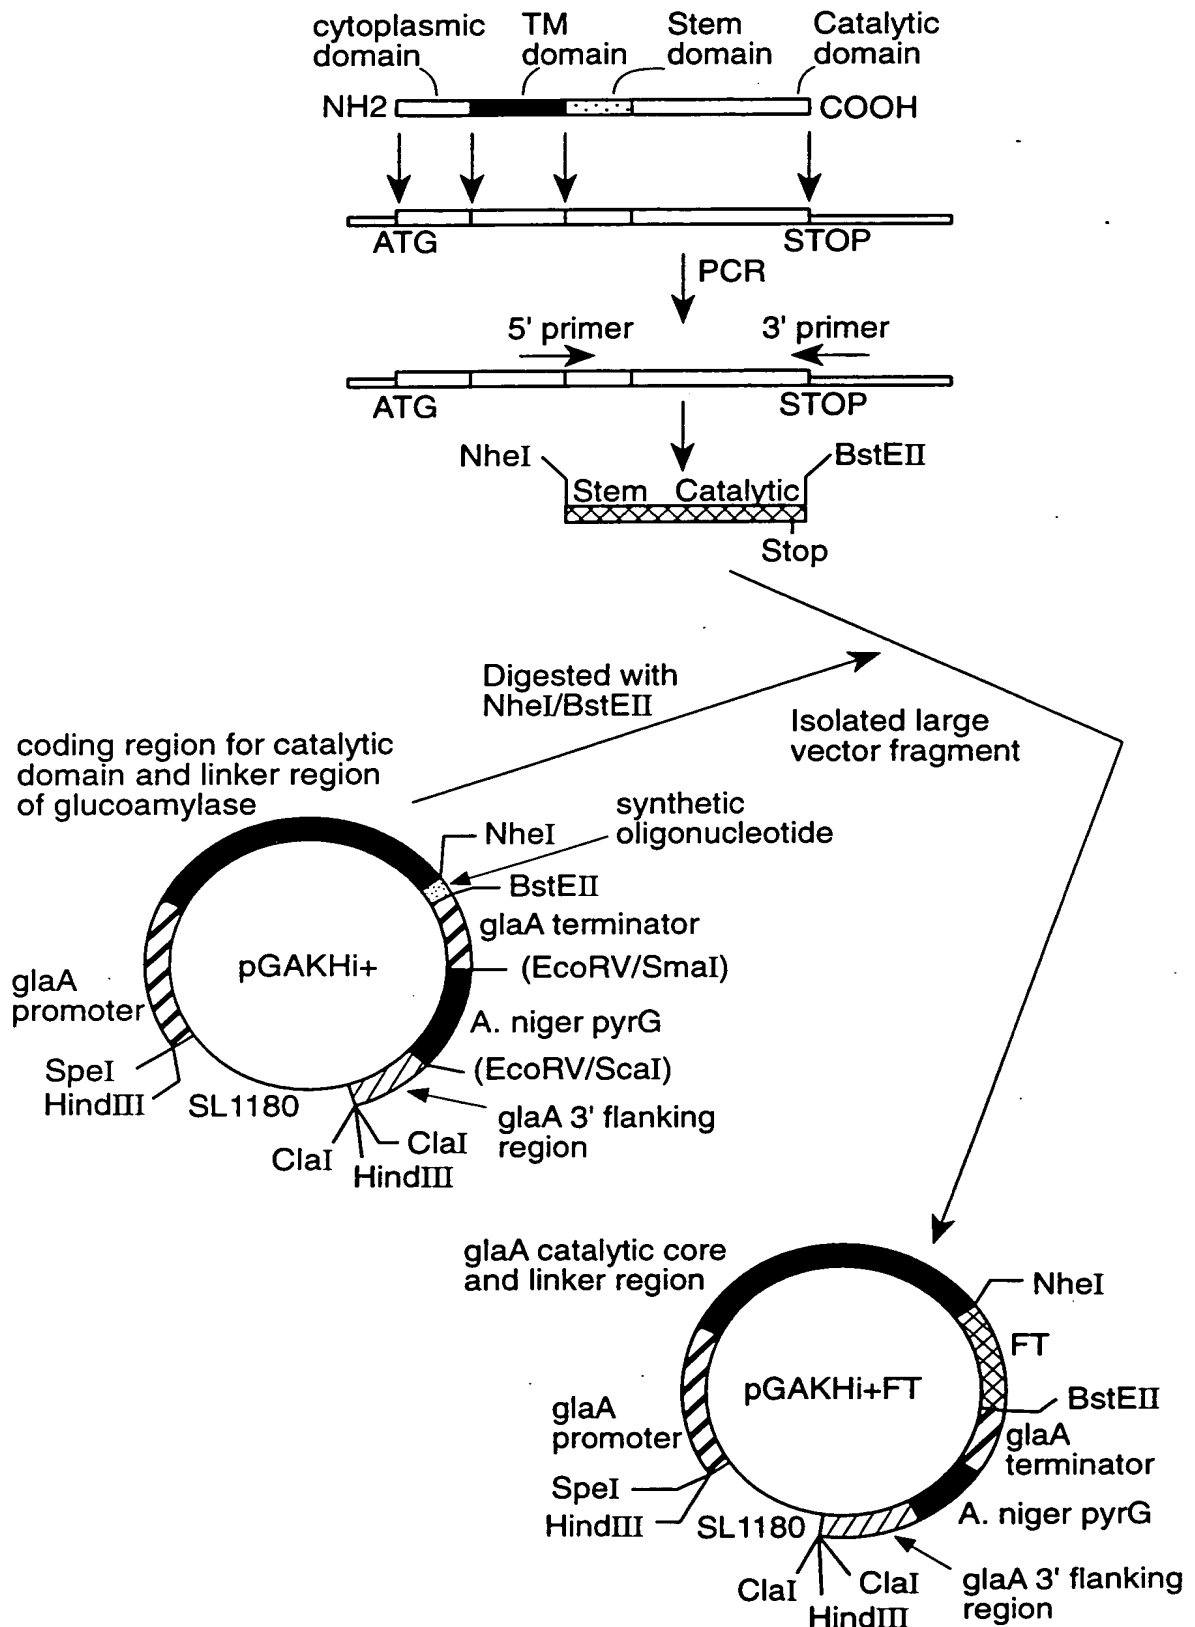 cytoplasmic
domain
TM
domain
Stem
domain
Catalytic
domain
NH2
COOH
ATG
STOP
PCR
5' primer
3' primer
ATG
STOP
NheI
BstEII
Stem
Catalytic
Stop
Digested with
NheI/BstEII
Isolated large
vector fragment
coding region for catalytic
domain and linker region
of glucoamylase
synthetic
oligonucleotide
NheI
BstEII
glaA terminator
pGAKHi+
(EcoRV/SmaI)
glaA
promoter
A. niger pyrG
SpeI
(EcoRV/ScaI)
HindIII
SL1180
glaA 3' flanking
region
ClaI
ClaI
HindIII
glaA catalytic core
and linker region
NheI
FT
pGAKHi+FT
BstEII
glaA
promoter
glaA
terminator
SpeI
HindIII
SL1180
A. niger pyrG
ClaI
ClaI
HindIII
glaA 3' flanking
region